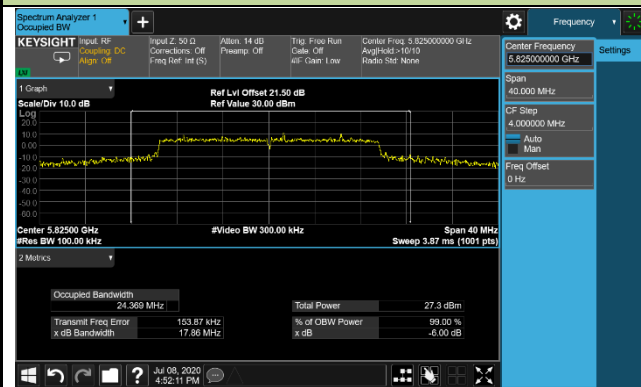 Spectrum Analyzer 1
Occupied BW
Frequency
KEYSIGHT
Input: RF
Coupling: DC
Align: Off
Input Z: 50 Ω
Corrections: Off
Freq Ref: Int (S)
Atten: 14 dB
Preamp: Off
Trig: Free Run
Gate: Off
#IF Gain: Low
Center Freq: 5.825000000 GHz
Avg|Hold:>10/10
Radio Std: None
Center Frequency
5.825000000 GHz
Settings
Span
40.000 MHz
CF Step
4.000000 MHz
Auto
Man
Freq Offset
0 Hz
1 Graph
Scale/Div 10.0 dB
Ref Lvl Offset 21.50 dB
Ref Value 30.00 dBm
Log
20.0
10.0
0.00
-10.0
-20.0
-30.0
-40.0
-50.0
-60.0
Center 5.82500 GHz
#Video BW 300.00 kHz
Span 40 MHz
#Res BW 100.00 kHz
Sweep 3.87 ms (1001 pts)
2 Metrics
Occupied Bandwidth
24.369 MHz
Total Power
27.3 dBm
Transmit Freq Error
153.87 kHz
% of OBW Power
99.00 %
x dB Bandwidth
17.86 MHz
x dB
-6.00 dB
?
Jul 08, 2020
4:52:11 PM